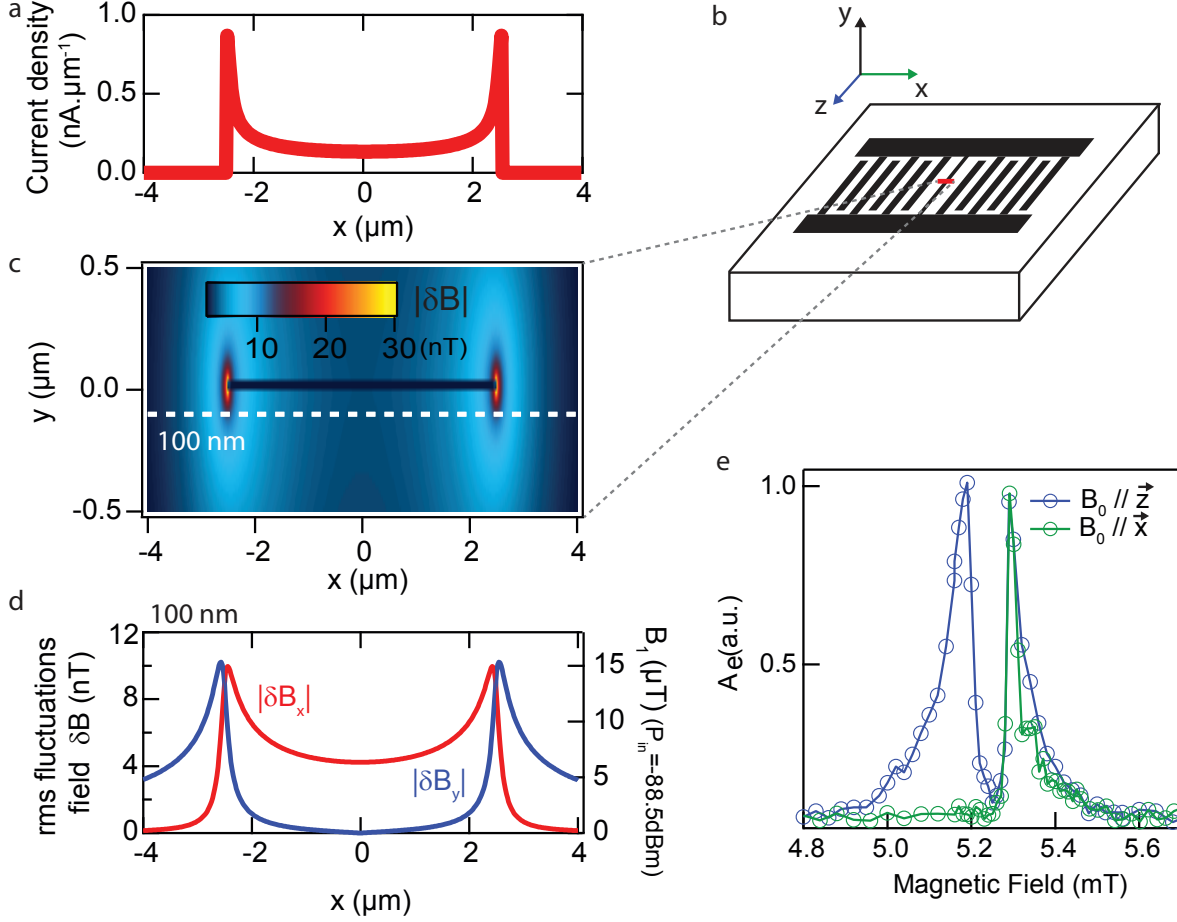 a
Current density
(nA.µm⁻¹)
1.0
0.5
0.0
-4
-2
0
2
4
x (µm)
b
y
x
z
c
0.5
0.0
-0.5
y (µm)
|δB|
10
20
30 (nT)
100 nm
-4
-2
0
2
4
x (µm)
d
100 nm
rms fluctuations
field δB (nT)
12
8
4
0
|δBₓ|
|δB_y|
15
10
5
0
B₁ (µT) (P_in=-88.5dBm)
-4
-2
0
2
4
x (µm)
e
Aₑ(a.u.)
1.0
0.5
B₀ // z⃗
B₀ // x⃗
4.8
5.0
5.2
5.4
5.6
Magnetic Field (mT)